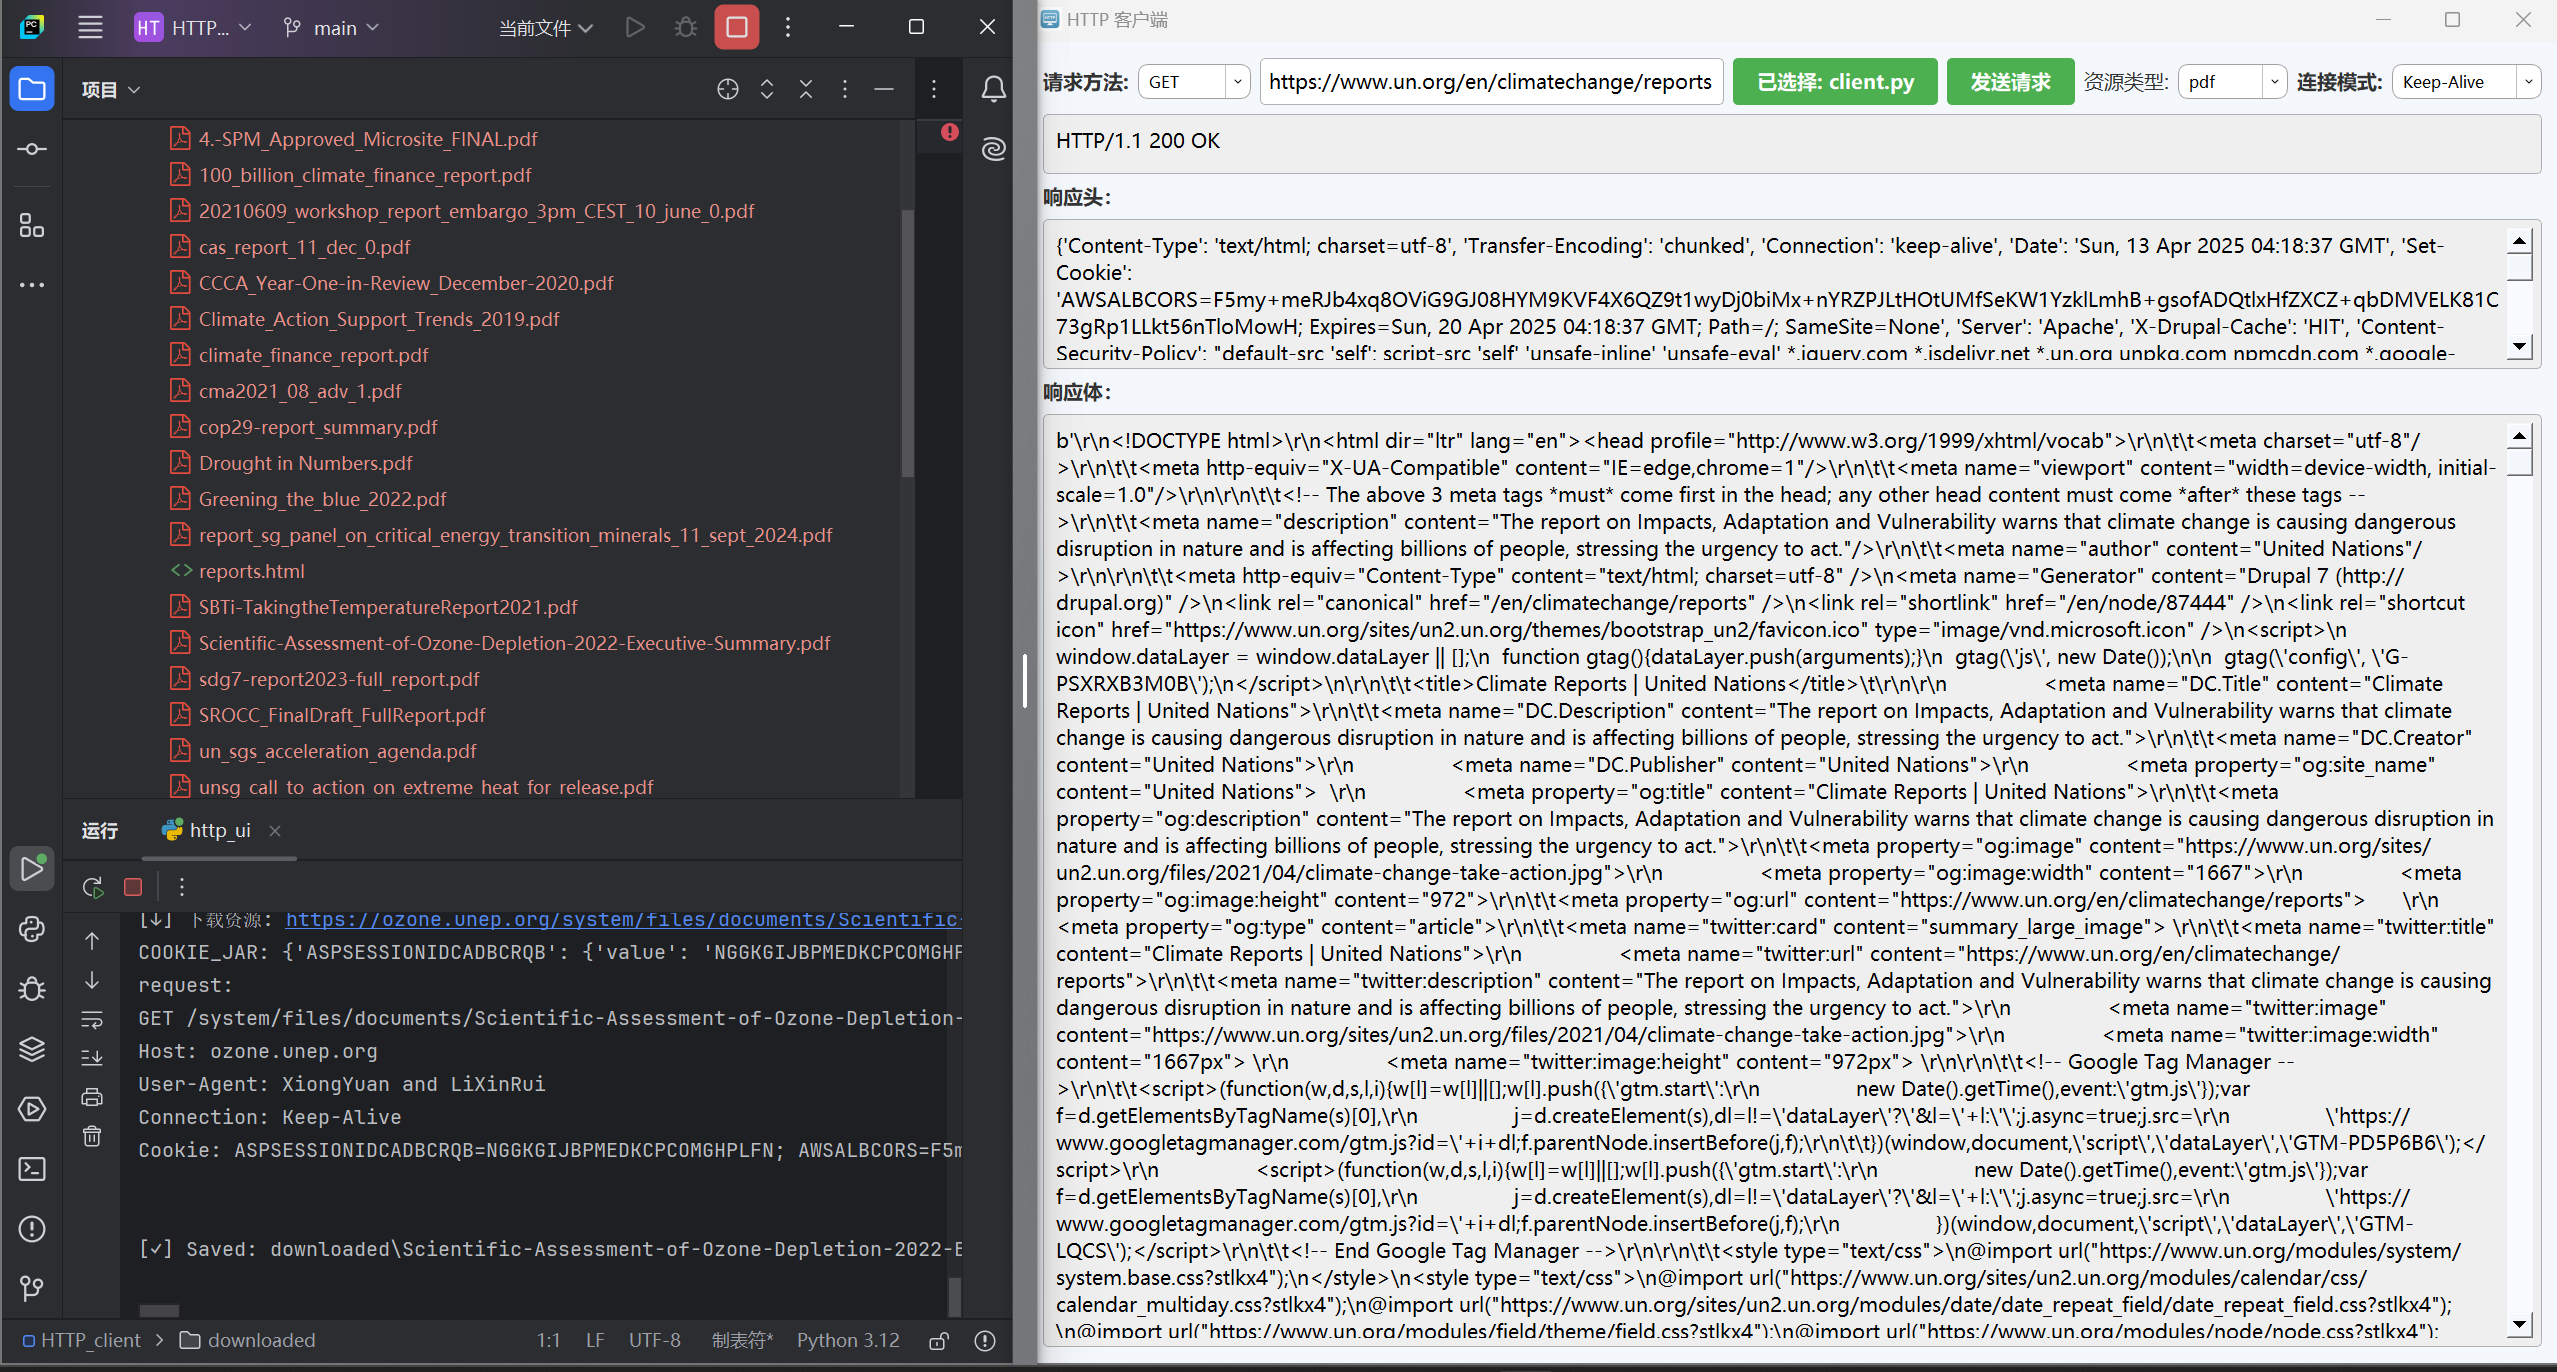 HT HTTP... main 当前文件
项目
4.-SPM_Approved_Microsite_FINAL.pdf
100_billion_climate_finance_report.pdf
20210609_workshop_report_embargo_3pm_CEST_10_june_0.pdf
cas_report_11_dec_0.pdf
CCCA_Year-One-in-Review_December-2020.pdf
Climate_Action_Support_Trends_2019.pdf
climate_finance_report.pdf
cma2021_08_adv_1.pdf
cop29-report_summary.pdf
Drought in Numbers.pdf
Greening_the_blue_2022.pdf
report_sg_panel_on_critical_energy_transition_minerals_11_sept_2024.pdf
reports.html
SBTi-TakingtheTemperatureReport2021.pdf
Scientific-Assessment-of-Ozone-Depletion-2022-Executive-Summary.pdf
sdg7-report2023-full_report.pdf
SROCC_FinalDraft_FullReport.pdf
un_sgs_acceleration_agenda.pdf
unsg_call_to_action_on_extreme_heat_for_release.pdf
运行 http_ui
[↓] 下载资源: https://ozone.unep.org/system/files/documents/Scientific-
COOKIE_JAR: {'ASPSESSIONIDCADBCRQB': {'value': 'NGGKGIJBPMEDKCPCOMGHP
request:
GET /system/files/documents/Scientific-Assessment-of-Ozone-Depletion-
Host: ozone.unep.org
User-Agent: XiongYuan and LiXinRui
Connection: Keep-Alive
Cookie: ASPSESSIONIDCADBCRQB=NGGKGIJBPMEDKCPCOMGHPLFN; AWSALBCORS=F5m
[✓] Saved: downloaded\Scientific-Assessment-of-Ozone-Depletion-2022-E
HTTP_client > downloaded 1:1 LF UTF-8 制表符* Python 3.12
HTTP 客户端
请求方法: GET https://www.un.org/en/climatechange/reports 已选择: client.py 发送请求 资源类型: pdf 连接模式: Keep-Alive
HTTP/1.1 200 OK
响应头:
{'Content-Type': 'text/html; charset=utf-8', 'Transfer-Encoding': 'chunked', 'Connection': 'keep-alive', 'Date': 'Sun, 13 Apr 2025 04:18:37 GMT', 'Set-
Cookie':
'AWSALBCORS=F5my+meRJb4xq8OViG9GJ08HYM9KVF4X6QZ9t1wyDj0biMx+nYRZPJLtHOtUMfSeKW1YzklLmhB+gsofADQtlxHfZXCZ+qbDMVELK81C
73gRp1LLkt56nTloMowH; Expires=Sun, 20 Apr 2025 04:18:37 GMT; Path=/; SameSite=None', 'Server': 'Apache', 'X-Drupal-Cache': 'HIT', 'Content-
Security-Policy': "default-src 'self'; script-src 'self' 'unsafe-inline' 'unsafe-eval' *.jquery.com *.jsdelivr.net *.un.org unpkg.com npmcdn.com *.google-
响应体:
b'\r\n<!DOCTYPE html>\r\n<html dir="ltr" lang="en"><head profile="http://www.w3.org/1999/xhtml/vocab">\r\n\t\t<meta charset="utf-8"/
>\r\n\t\t<meta http-equiv="X-UA-Compatible" content="IE=edge,chrome=1"/>\r\n\t\t<meta name="viewport" content="width=device-width, initial-
scale=1.0"/>\r\n\r\n\t\t<!-- The above 3 meta tags *must* come first in the head; any other head content must come *after* these tags --
>\r\n\t\t<meta name="description" content="The report on Impacts, Adaptation and Vulnerability warns that climate change is causing dangerous
disruption in nature and is affecting billions of people, stressing the urgency to act."/>\r\n\t\t<meta name="author" content="United Nations"/
>\r\n\r\n\t\t<meta http-equiv="Content-Type" content="text/html; charset=utf-8" />\n<meta name="Generator" content="Drupal 7 (http://
drupal.org)" />\n<link rel="canonical" href="/en/climatechange/reports" />\n<link rel="shortlink" href="/en/node/87444" />\n<link rel="shortcut
icon" href="https://www.un.org/sites/un2.un.org/themes/bootstrap_un2/favicon.ico" type="image/vnd.microsoft.icon" />\n<script>\n
window.dataLayer = window.dataLayer || [];\n  function gtag(){dataLayer.push(arguments);}\n  gtag(\'js\', new Date());\n\n  gtag(\'config\', \'G-
PSXRXB3M0B\');\n</script>\n\r\n\t\t<title>Climate Reports | United Nations</title>\t\r\n\r\n <meta name="DC.Title" content="Climate
Reports | United Nations">\r\n\t\t<meta name="DC.Description" content="The report on Impacts, Adaptation and Vulnerability warns that climate
change is causing dangerous disruption in nature and is affecting billions of people, stressing the urgency to act.">\r\n\t\t<meta name="DC.Creator"
content="United Nations">\r\n <meta name="DC.Publisher" content="United Nations">\r\n <meta property="og:site_name"
content="United Nations">  \r\n <meta property="og:title" content="Climate Reports | United Nations">\r\n\t\t<meta
property="og:description" content="The report on Impacts, Adaptation and Vulnerability warns that climate change is causing dangerous disruption in
nature and is affecting billions of people, stressing the urgency to act.">\r\n\t\t<meta property="og:image" content="https://www.un.org/sites/
un2.un.org/files/2021/04/climate-change-take-action.jpg">\r\n <meta property="og:image:width" content="1667">\r\n <meta
property="og:image:height" content="972">\r\n\t\t<meta property="og:url" content="https://www.un.org/en/climatechange/reports"> \r\n
<meta property="og:type" content="article">\r\n\t\t<meta name="twitter:card" content="summary_large_image"> \r\n\t\t<meta name="twitter:title"
content="Climate Reports | United Nations">\r\n <meta name="twitter:url" content="https://www.un.org/en/climatechange/
reports">\r\n\t\t<meta name="twitter:description" content="The report on Impacts, Adaptation and Vulnerability warns that climate change is causing
dangerous disruption in nature and is affecting billions of people, stressing the urgency to act.">\r\n <meta name="twitter:image"
content="https://www.un.org/sites/un2.un.org/files/2021/04/climate-change-take-action.jpg">\r\n <meta name="twitter:image:width"
content="1667px"> \r\n <meta name="twitter:image:height" content="972px"> \r\n\r\n\t\t<!-- Google Tag Manager --
>\r\n\t\t<script>(function(w,d,s,l,i){w[l]=w[l]||[];w[l].push({\'gtm.start\':\r\n new Date().getTime(),event:\'gtm.js\'});var
f=d.getElementsByTagName(s)[0],\r\n j=d.createElement(s),dl=l!=\'dataLayer\'?\'&l=\'+l:\'\';j.async=true;j.src=\r\n \'https://
www.googletagmanager.com/gtm.js?id=\'+i+dl;f.parentNode.insertBefore(j,f);\r\n\t\t})(window,document,\'script\',\'dataLayer\',\'GTM-PD5P6B6\');</
script>\r\n <script>(function(w,d,s,l,i){w[l]=w[l]||[];w[l].push({\'gtm.start\':\r\n new Date().getTime(),event:\'gtm.js\'});var
f=d.getElementsByTagName(s)[0],\r\n j=d.createElement(s),dl=l!=\'dataLayer\'?\'&l=\'+l:\'\';j.async=true;j.src=\r\n \'https://
www.googletagmanager.com/gtm.js?id=\'+i+dl;f.parentNode.insertBefore(j,f);\r\n })(window,document,\'script\',\'dataLayer\',\'GTM-
LQCS\');</script>\r\n\t\t<!-- End Google Tag Manager -->\r\n\r\n\t\t<style type="text/css">\n@import url("https://www.un.org/modules/system/
system.base.css?stlkx4");\n</style>\n<style type="text/css">\n@import url("https://www.un.org/sites/un2.un.org/modules/calendar/css/
calendar_multiday.css?stlkx4");\n@import url("https://www.un.org/sites/un2.un.org/modules/date/date_repeat_field/date_repeat_field.css?stlkx4");
\n@import url("https://www.un.org/modules/field/theme/field.css?stlkx4");\n@import url("https://www.un.org/modules/node/node.css?stlkx4");